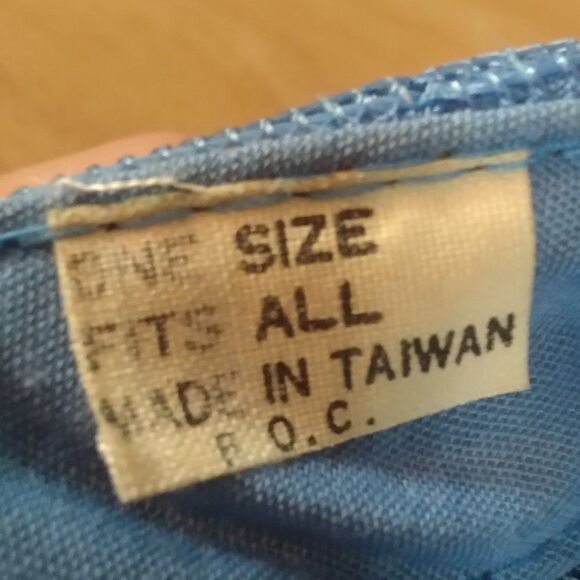 ONE SIZE
FITS ALL
MADE IN TAIWAN
R.O.C.